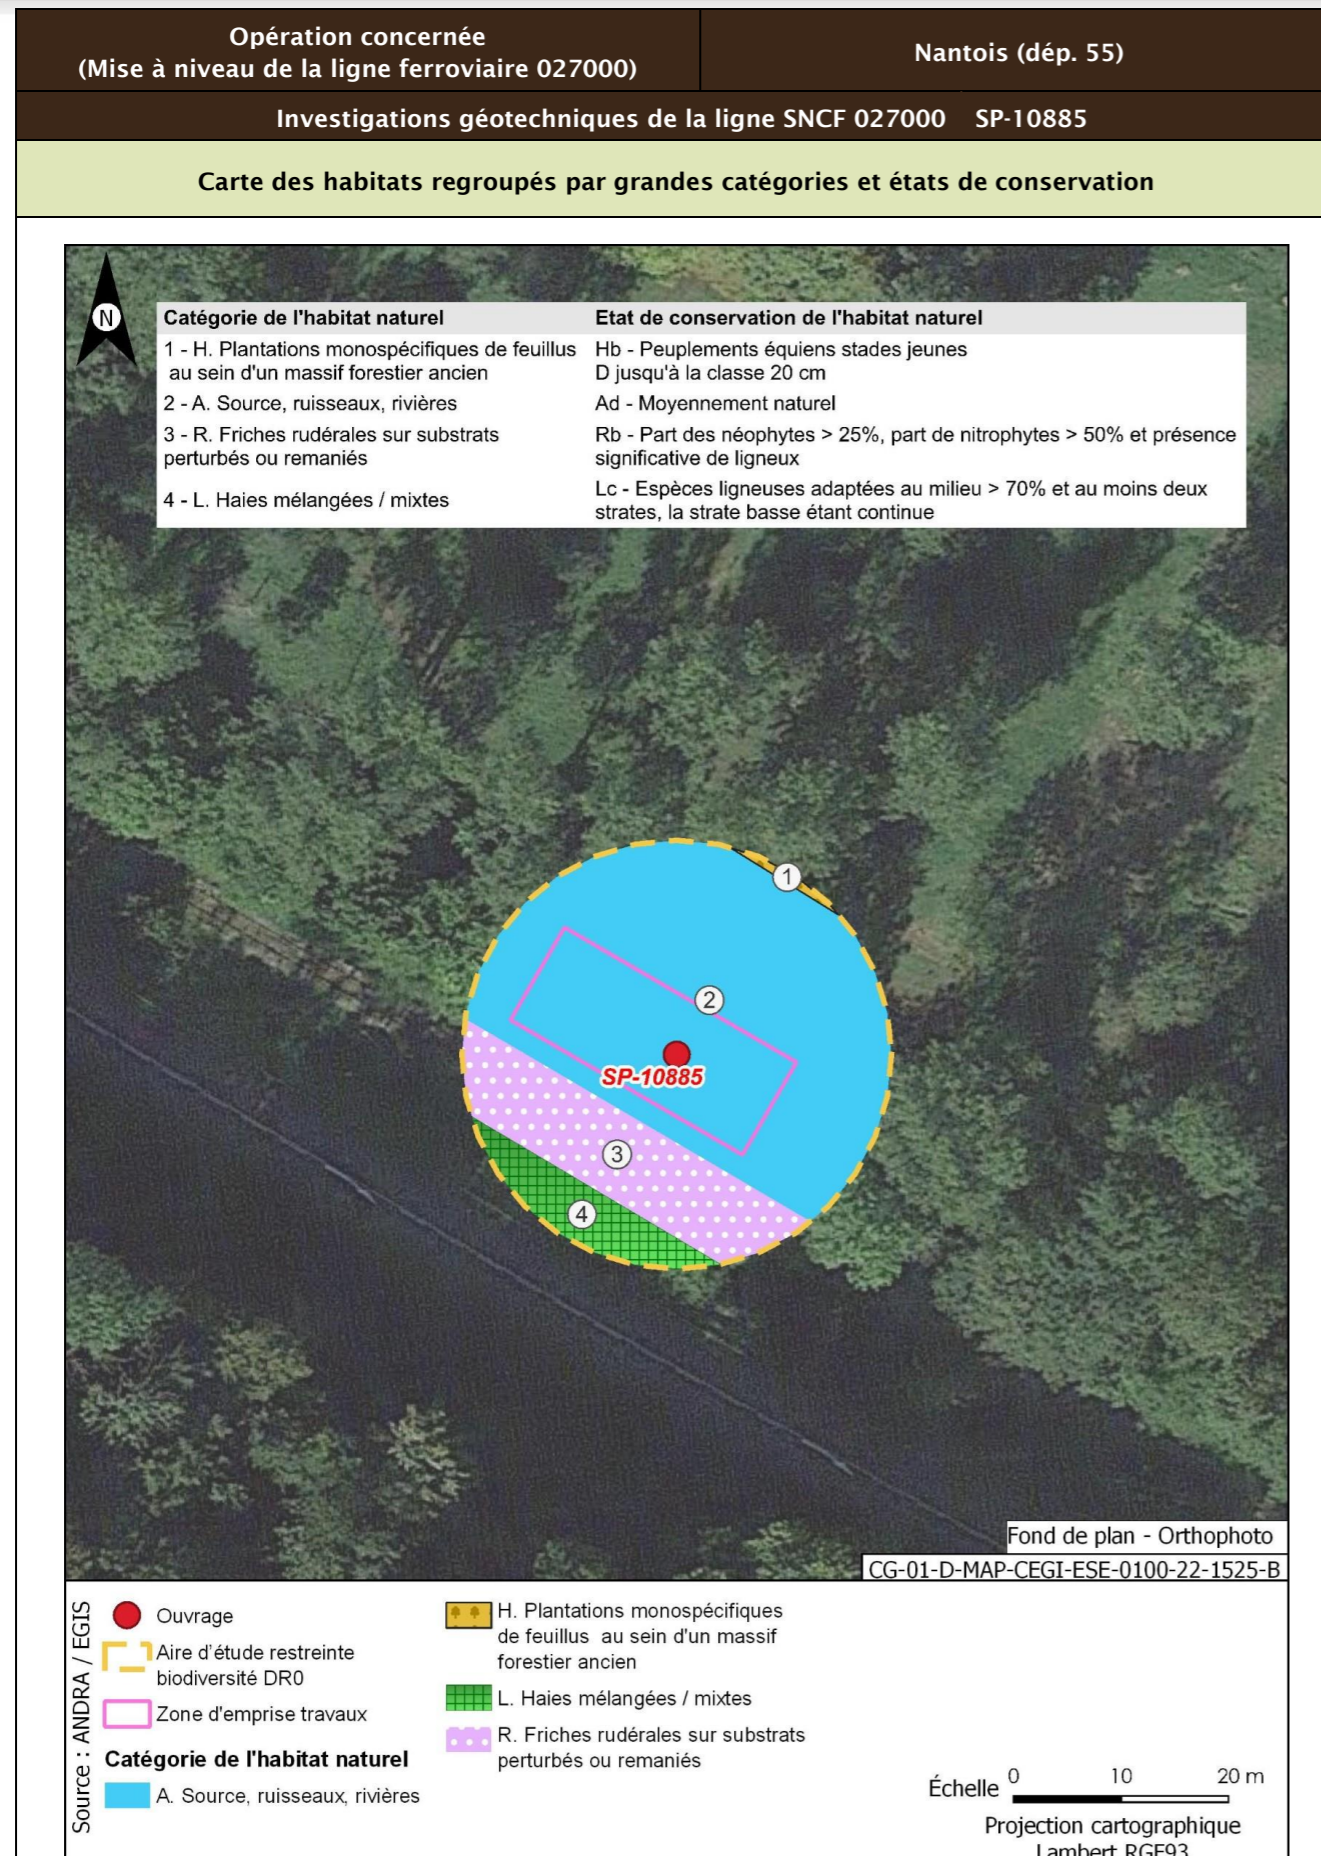 Opération concernée
(Mise à niveau de la ligne ferroviaire 027000)
Nantois (dép. 55)
Investigations géotechniques de la ligne SNCF 027000 SP-10885
Carte des habitats regroupés par grandes catégories et états de conservation
N
Catégorie de l'habitat naturel
Etat de conservation de l'habitat naturel
1 - H. Plantations monospécifiques de feuillus
au sein d'un massif forestier ancien
Hb - Peuplements équiens stades jeunes
D jusqu'à la classe 20 cm
2 - A. Source, ruisseaux, rivières
Ad - Moyennement naturel
3 - R. Friches rudérales sur substrats
perturbés ou remaniés
Rb - Part des néophytes > 25%, part de nitrophytes > 50% et présence
significative de ligneux
4 - L. Haies mélangées / mixtes
Lc - Espèces ligneuses adaptées au milieu > 70% et au moins deux
strates, la strate basse étant continue
1
2
SP-10885
3
4
Fond de plan - Orthophoto
CG-01-D-MAP-CEGI-ESE-0100-22-1525-B
Source : ANDRA / EGIS
Ouvrage
Aire d'étude restreinte
biodiversité DR0
Zone d'emprise travaux
Catégorie de l'habitat naturel
A. Source, ruisseaux, rivières
H. Plantations monospécifiques
de feuillus au sein d'un massif
forestier ancien
L. Haies mélangées / mixtes
R. Friches rudérales sur substrats
perturbés ou remaniés
Échelle 0 10 20 m
Projection cartographique
Lambert RGF93